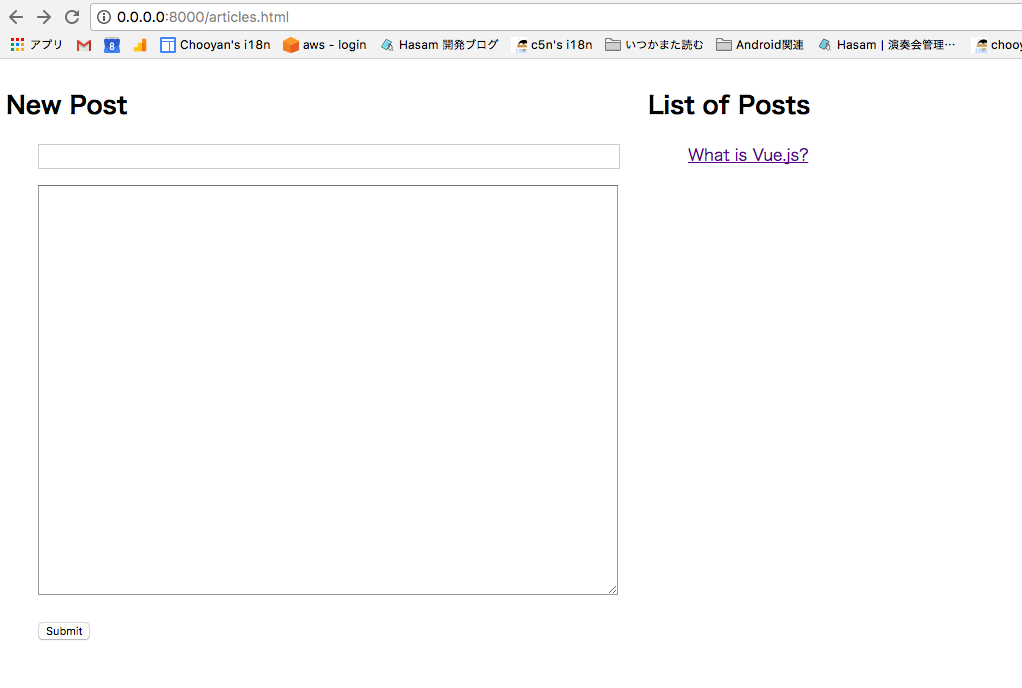 0.0.0.0:8000/articles.html
アプリ 8 Chooyan's i18n aws - login Hasam 開発ブログ c5n's i18n いつかまた読む Android関連 Hasam | 演奏会管理… chooy
New Post
List of Posts
What is Vue.js?
Submit